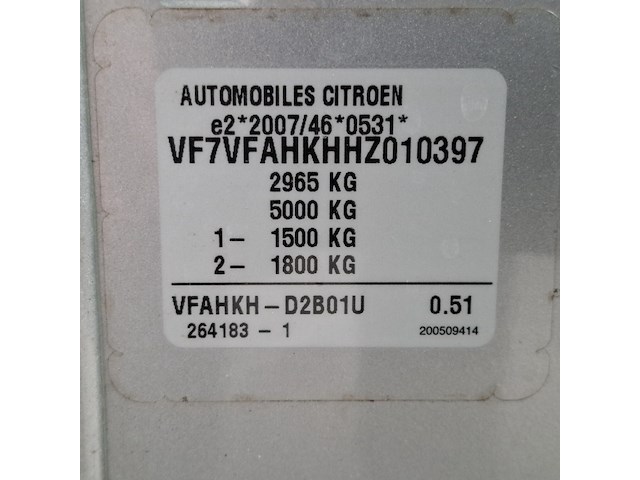 AUTOMOBILES CITROEN
e2*2007/46*0531*
VF7VFAHKHHZ010397
2965 KG
5000 KG
1- 1500 KG
2- 1800 KG
VFAHKH-D2B01U 0.51
264183 - 1 200509414